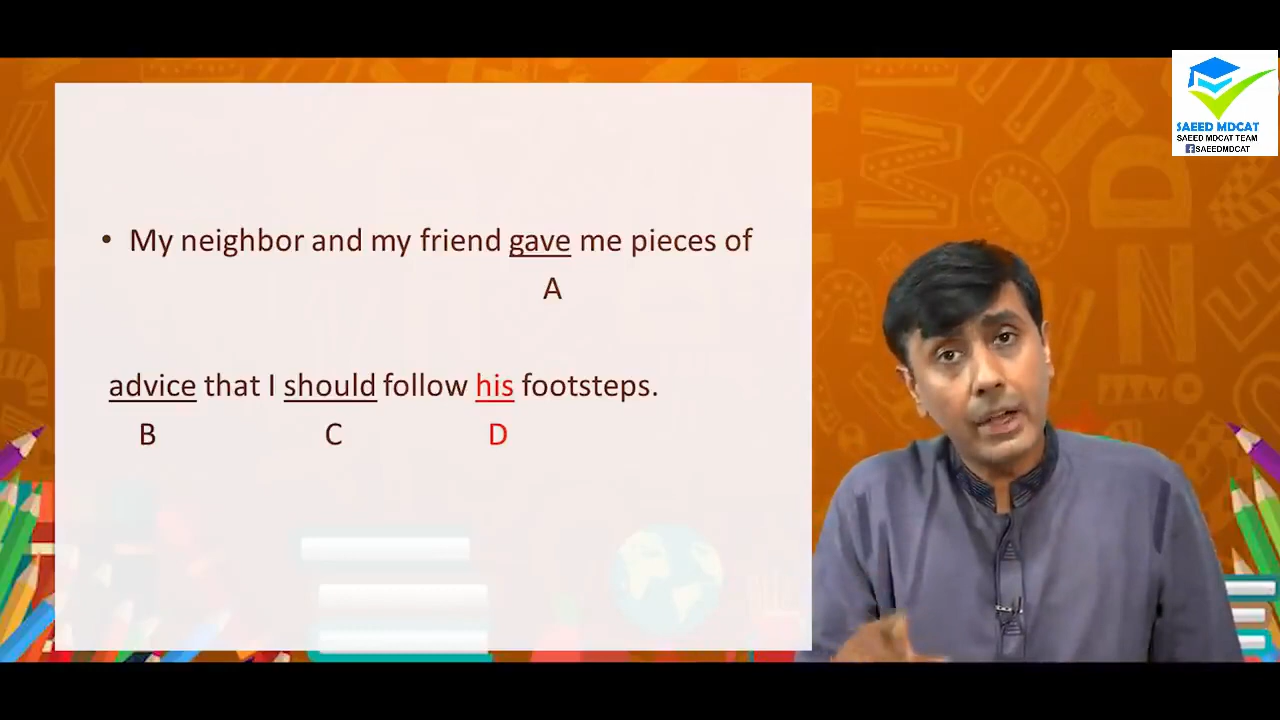 SAEED MDCAT
SAEED MDCAT TEAM
SAEEDMDCAT
• My neighbor and my friend gave me pieces of
A
advice that I should follow his footsteps.
B C D